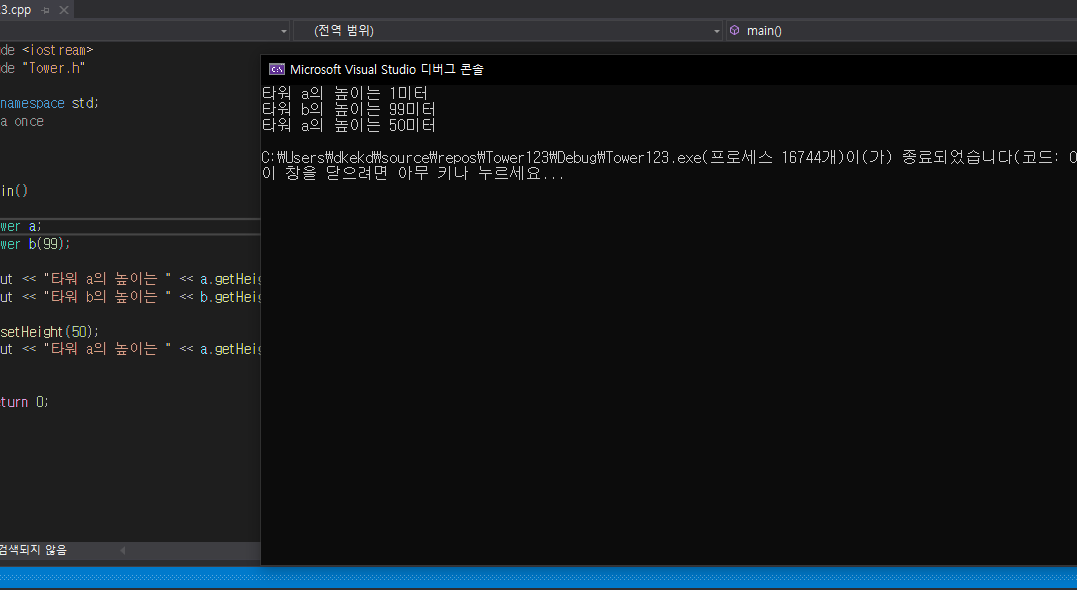 3.cpp
(전역 범위)
main()
de <iostream>
de "Tower.h"
namespace std;
a once
in()
wer a;
wer b(99);
ut << "타워 a의 높이는 " << a.getHeig
ut << "타워 b의 높이는 " << b.getHeig
setHeight(50);
ut << "타워 a의 높이는 " << a.getHeig
turn 0;
검색되지 않음
C:\ Microsoft Visual Studio 디버그 콘솔
타워 a의 높이는 1미터
타워 b의 높이는 99미터
타워 a의 높이는 50미터
C:₩Users₩dkekd₩source₩repos₩Tower123₩Debug₩Tower123.exe(프로세스 16744개)이(가) 종료되었습니다(코드: 0
이 창을 닫으려면 아무 키나 누르세요...